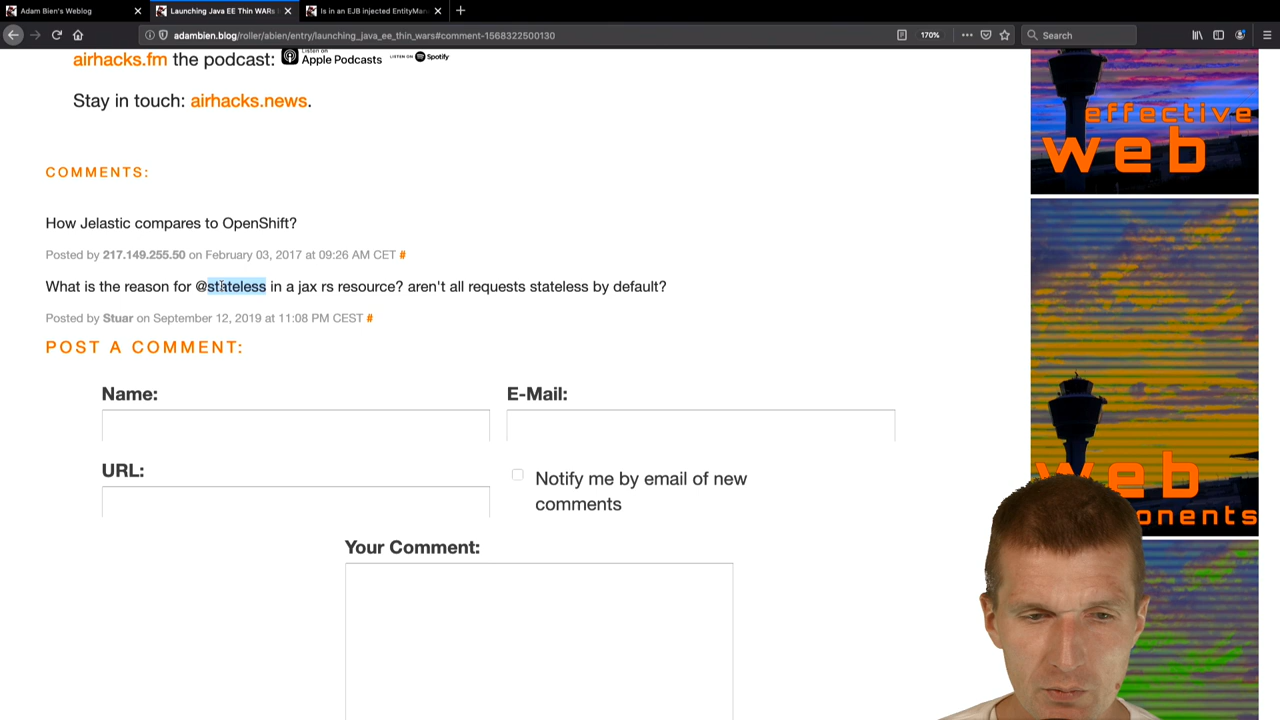 Adam Bien's Weblog
Launching Java EE Thin WARs
Is in an EJB injected EntityMan
adambien.blog/roller/abien/entry/launching_java_ee_thin_wars#comment-1568322500130
170%
Search
airhacks.fm the podcast: Listen on Apple Podcasts LISTEN ON Spotify
Stay in touch: airhacks.news.
effective
web
COMMENTS:
How Jelastic compares to OpenShift?
Posted by 217.149.255.50 on February 03, 2017 at 09:26 AM CET #
What is the reason for @stateless in a jax rs resource? aren't all requests stateless by default?
Posted by Stuar on September 12, 2019 at 11:08 PM CEST #
POST A COMMENT:
Name:
E-Mail:
URL:
Notify me by email of new
comments
web
onents
Your Comment: